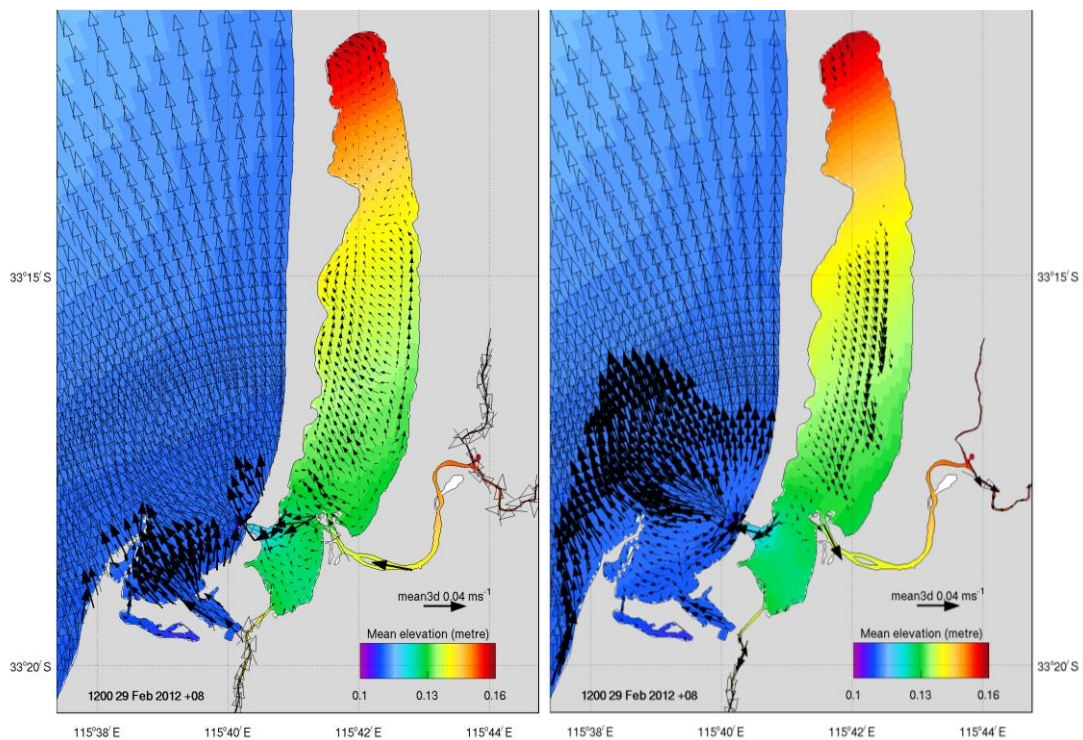 33°15′ S
33°15′ S
mean3d 0.04 ms⁻¹
mean3d 0.04 ms⁻¹
Mean elevation (metre)
Mean elevation (metre)
33°20′ S
33°20′ S
1200 29 Feb 2012 +08
0.1 0.13 0.16
1200 29 Feb 2012 +08
0.1 0.13 0.16
115°38′ E 115°40′ E 115°42′ E 115°44′ E
115°38′ E 115°40′ E 115°42′ E 115°44′ E